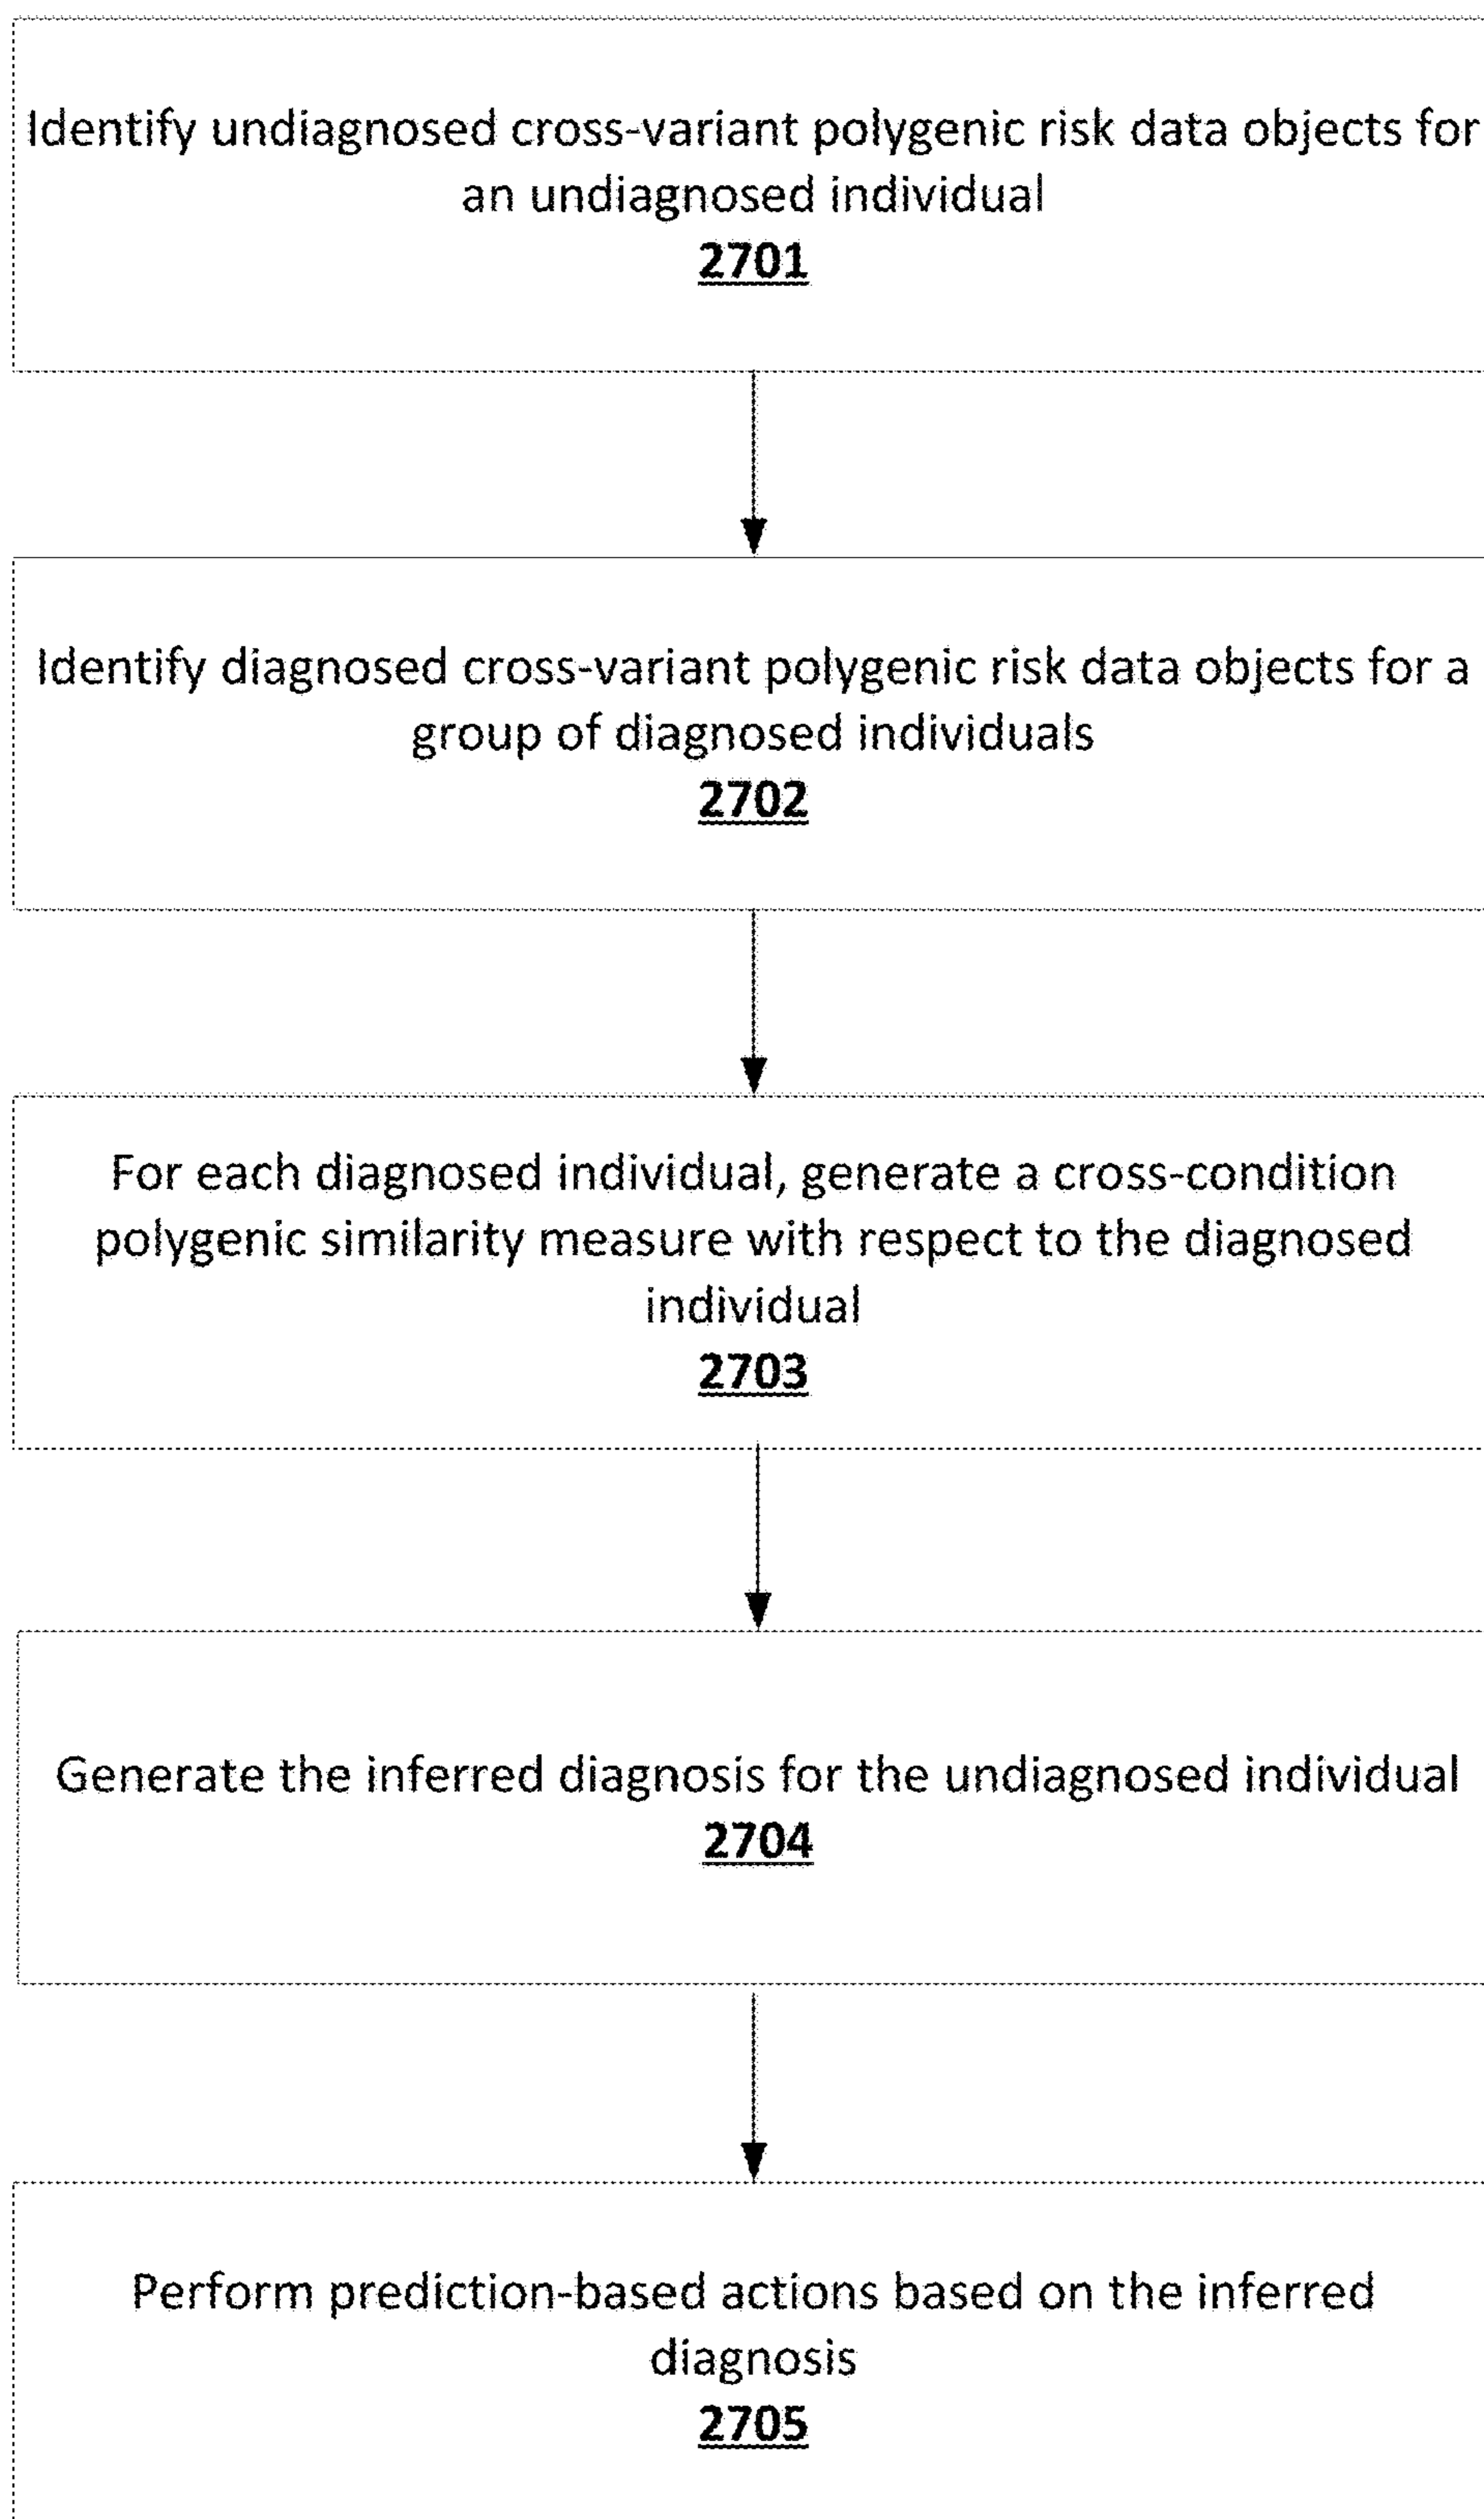 Identify undiagnosed cross-variant polygenic risk data objects for
an undiagnosed individual
2701
Identify diagnosed cross-variant polygenic risk data objects for a
group of diagnosed individuals
2702
For each diagnosed individual, generate a cross-condition
polygenic similarity measure with respect to the diagnosed
individual
2703
Generate the inferred diagnosis for the undiagnosed individual
2704
Perform prediction-based actions based on the inferred
diagnosis
2705